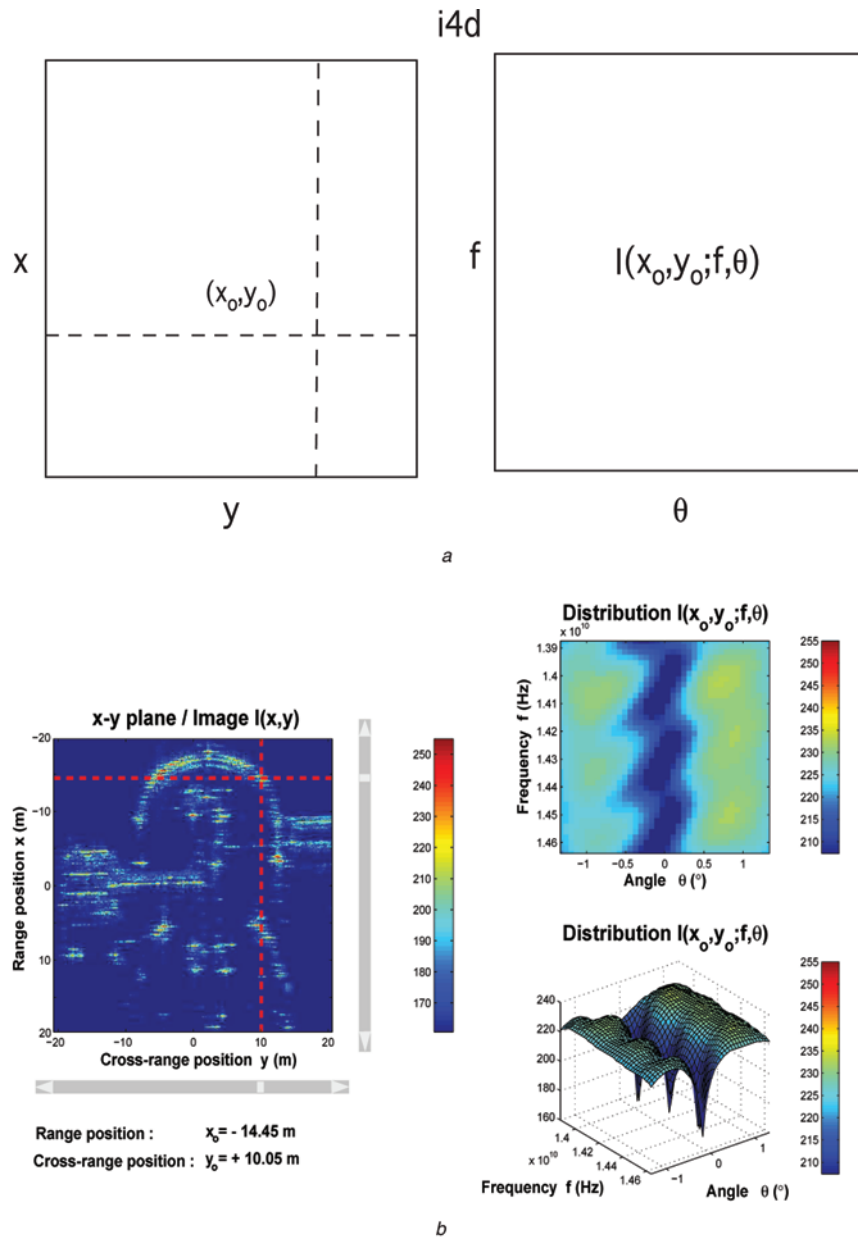 i4d
x
(xo,yo)
y
f
I(xo,yo;f,θ)
θ
a
x-y plane / Image I(x,y)
Range position x (m)
−20
−10
0
10
20
−20 −10 0 10 20
Cross-range position y (m)
250
240
230
220
210
200
190
180
170
Range position : xo= - 14.45 m
Cross-range position : yo= + 10.05 m
Distribution I(xo,yo;f,θ)
x 10^10
Frequency f (Hz)
1.39
1.4
1.41
1.42
1.43
1.44
1.45
1.46
−1 −0.5 0 0.5 1
Angle θ (°)
255
250
245
240
235
230
225
220
215
210
Distribution I(xo,yo;f,θ)
240
220
200
180
160
1.4
1.42
1.44
1.46
x 10^10
Frequency f (Hz)
−1
0
1
Angle θ (°)
255
250
245
240
235
230
225
220
215
210
b